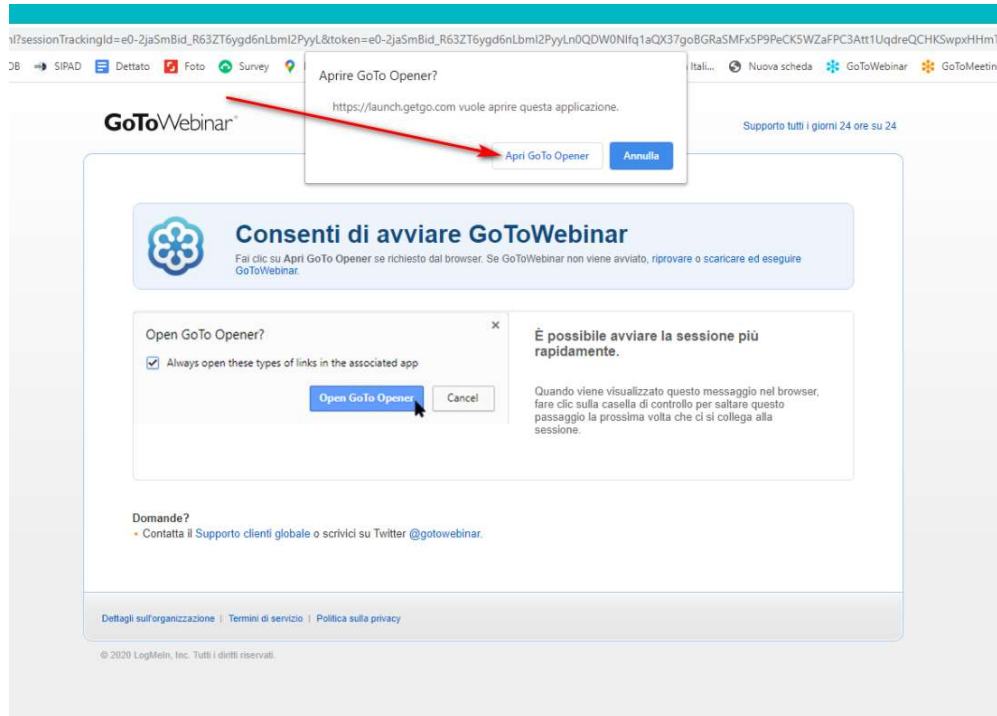 nl?sessionTrackingId=e0-2jaSmBid_R63ZT6ygd6nLbml2PyyL&token=e0-2jaSmBid_R63ZT6ygd6nLbml2PyyLn0QDW0NIfq1aQX37goBGRaSMFx5P9PeCK5WZaFPC3Att1UqdreQCHKSwpxHHmT
OB SIPAD Dettato Foto Survey Itali... Nuova scheda GoToWebinar GoToMeetin
Aprire GoTo Opener?
https://launch.getgo.com vuole aprire questa applicazione.
Apri GoTo Opener Annulla
GoToWebinar
Supporto tutti i giorni 24 ore su 24
Consenti di avviare GoToWebinar
Fai clic su Apri GoTo Opener se richiesto dal browser. Se GoToWebinar non viene avviato, riprovare o scaricare ed eseguire
GoToWebinar.
Open GoTo Opener?
Always open these types of links in the associated app
Open GoTo Opener Cancel
È possibile avviare la sessione più
rapidamente.
Quando viene visualizzato questo messaggio nel browser,
fare clic sulla casella di controllo per saltare questo
passaggio la prossima volta che ci si collega alla
sessione.
Domande?
• Contatta il Supporto clienti globale o scrivici su Twitter @gotowebinar.
Dettagli sull'organizzazione | Termini di servizio | Politica sulla privacy
© 2020 LogMeIn, Inc. Tutti i diritti riservati.